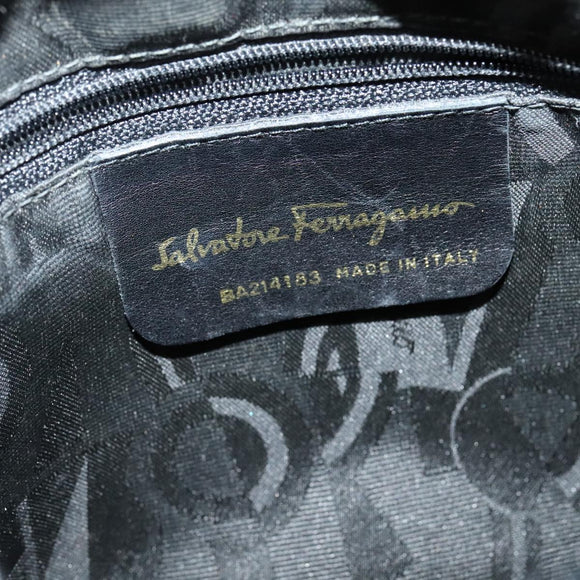 Salvatore Ferragamo
BA214183 MADE IN ITALY